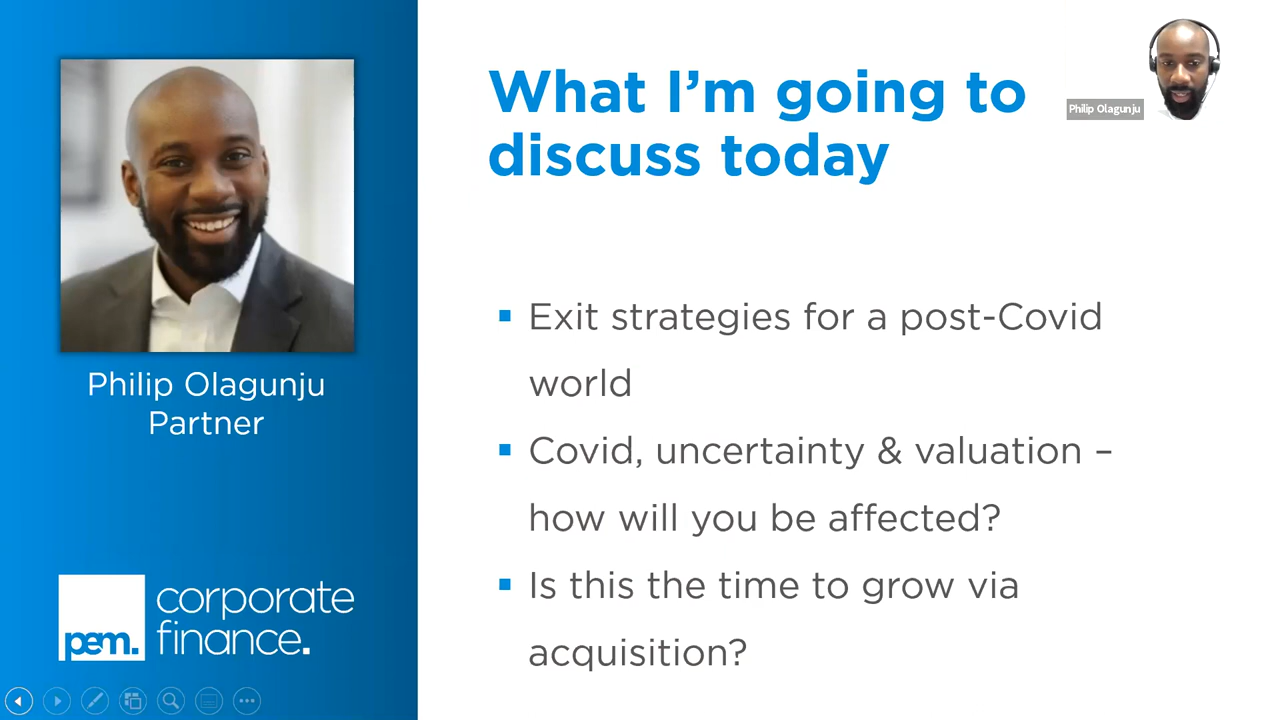 What I'm going to
discuss today
Philip Olagunju
Exit strategies for a post-Covid
world
Covid, uncertainty & valuation –
how will you be affected?
Is this the time to grow via
acquisition?
Philip Olagunju
Partner
pem.
corporate
finance.